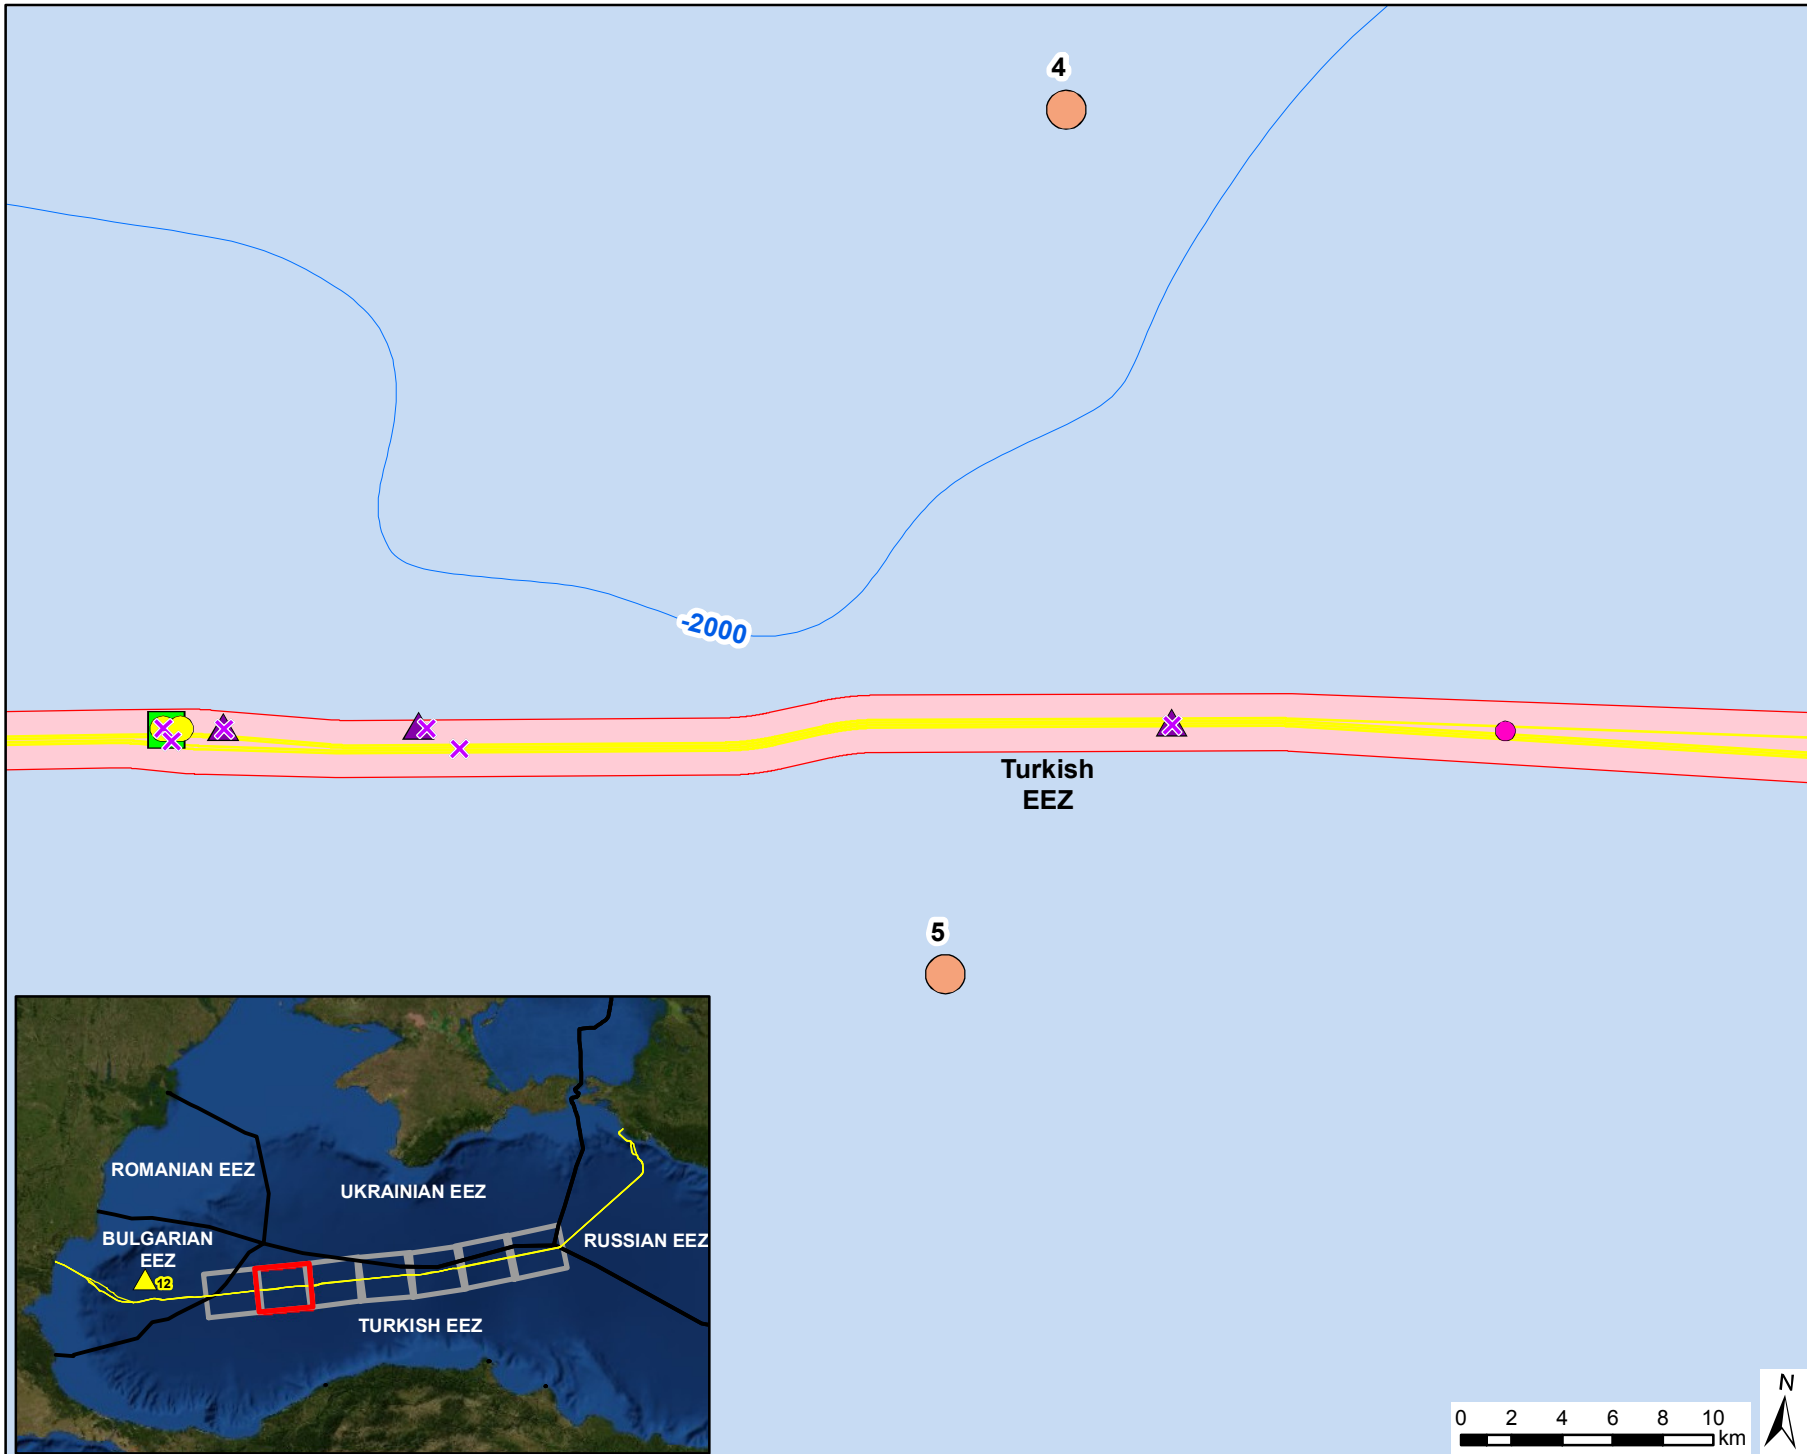 4
-2000
Turkish
EEZ
5
ROMANIAN EEZ
UKRAINIAN EEZ
BULGARIAN
EEZ
RUSSIAN EEZ
12
TURKISH EEZ
N
0 2 4 6 8 10
km